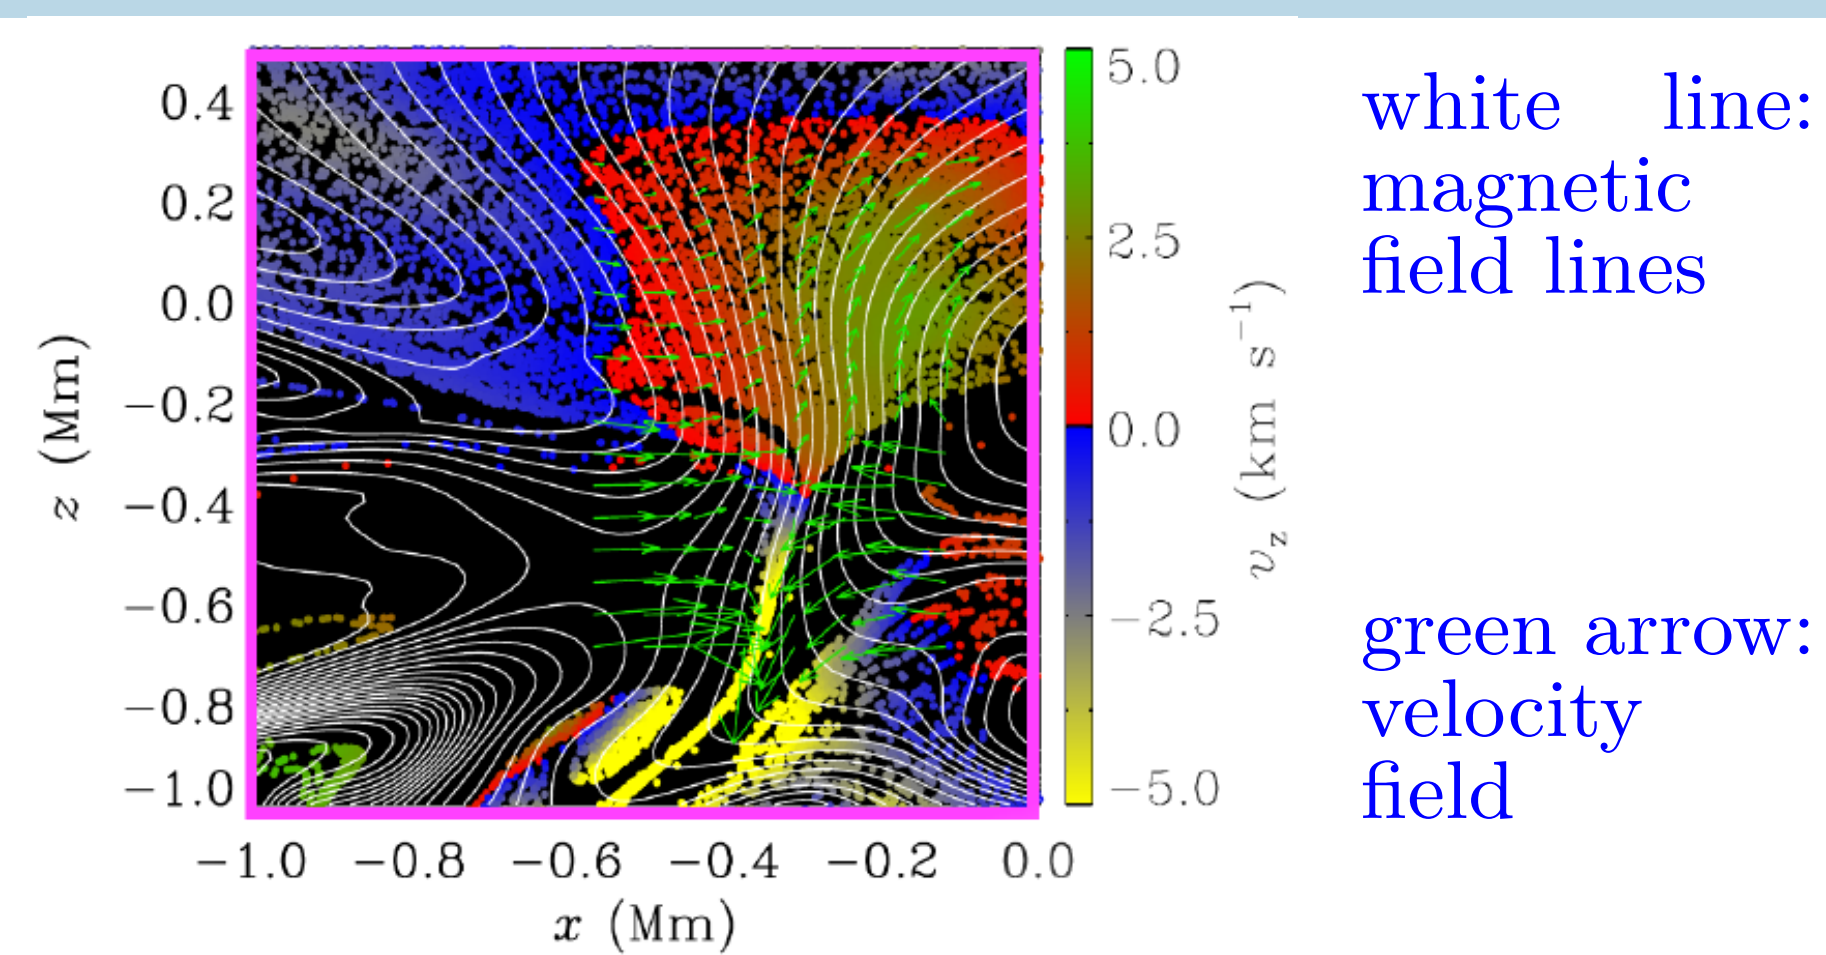 0.4
0.2
0.0
−0.2
−0.4
−0.6
−0.8
−1.0
z (Mm)
−1.0 −0.8 −0.6 −0.4 −0.2 0.0
x (Mm)
5.0
2.5
0.0
−2.5
−5.0
v_z (km s⁻¹)
white line:
magnetic
field lines
green arrow:
velocity
field